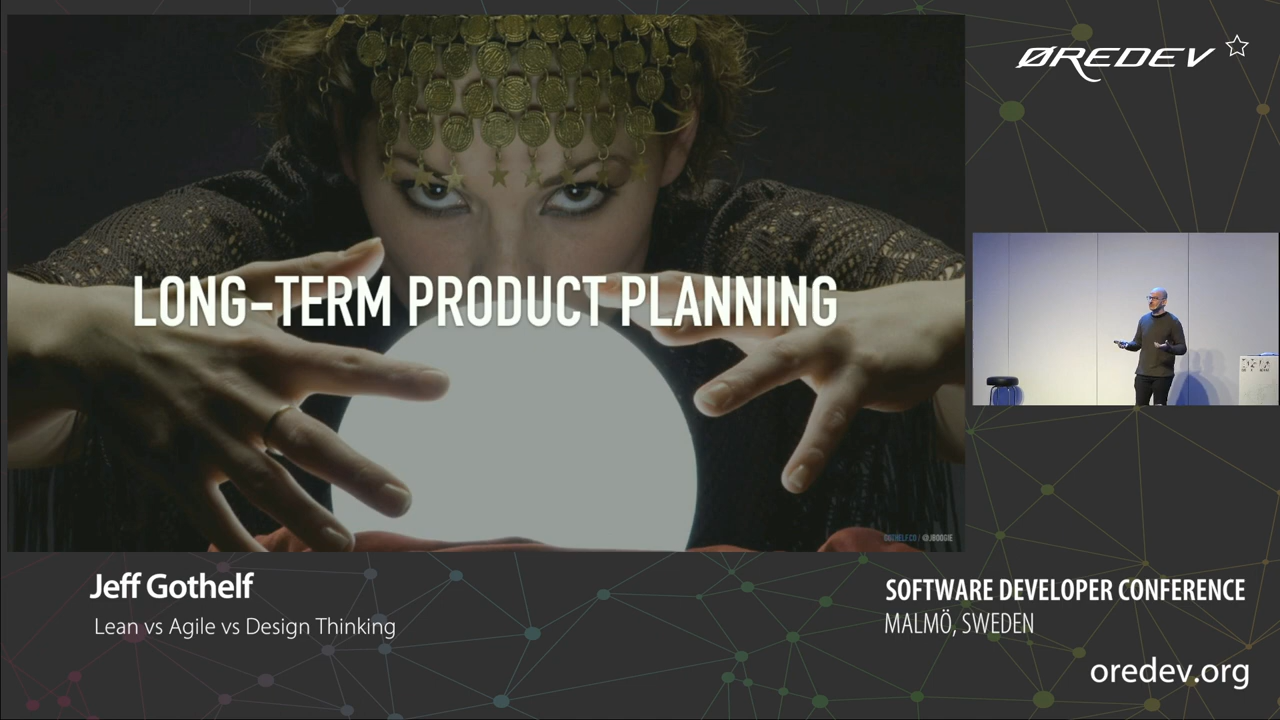 ØREDEV
LONG-TERM PRODUCT PLANNING
GOTHELF.CO / @JBOOGIE
Jeff Gothelf
Lean vs Agile vs Design Thinking
SOFTWARE DEVELOPER CONFERENCE
MALMÖ, SWEDEN
oredev.org